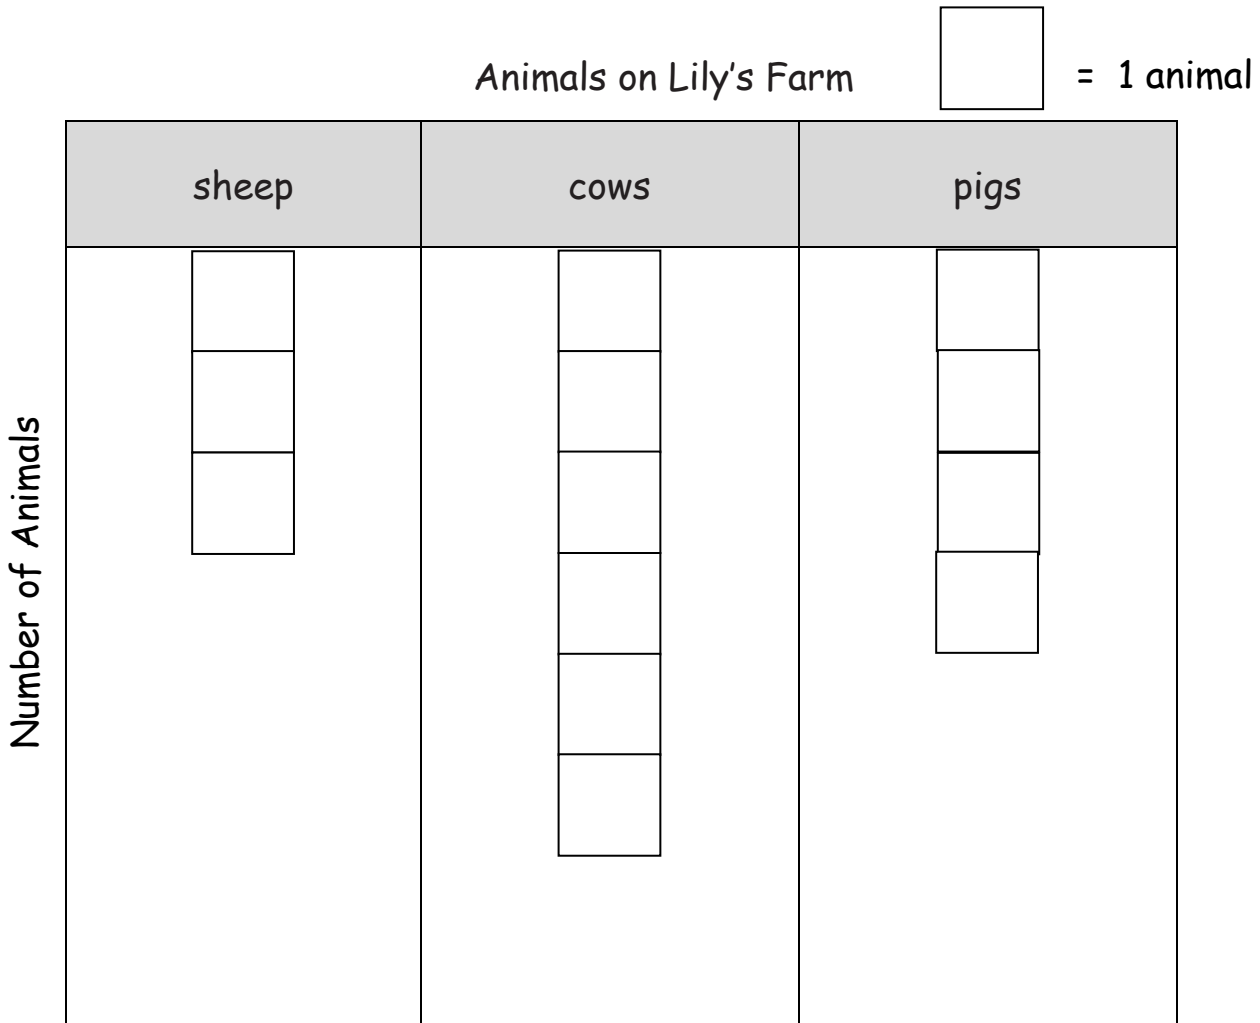 Animals on Lily’s Farm
= 1 animal
sheep
cows
pigs
Number of Animals